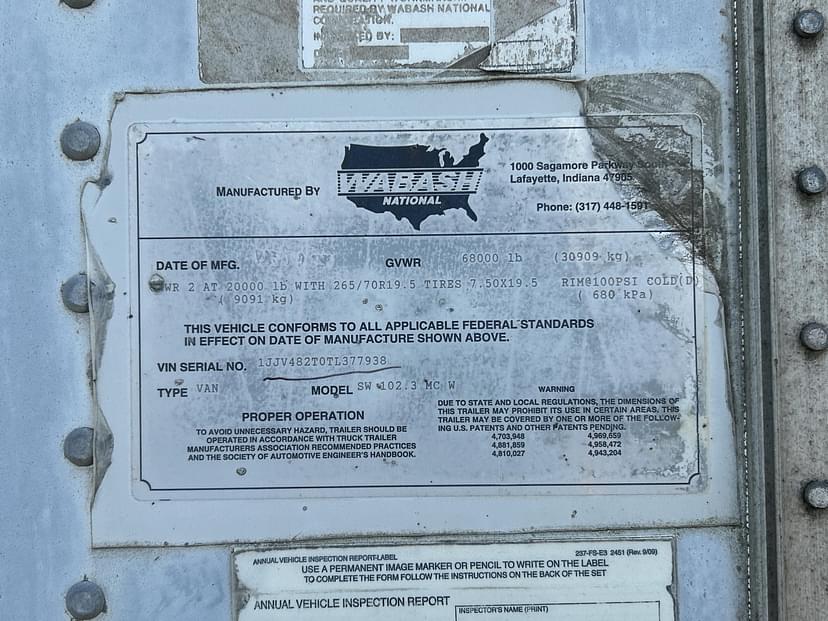 REQUIRED BY WABASH NATIONAL
CORPORATION.
BY:
MANUFACTURED BY
WABASH
NATIONAL
1000 Sagamore Parkway South
Lafayette, Indiana 47905
Phone: (317) 448-1591
DATE OF MFG.
GVWR 68000 lb (30909 kg)
WR 2 AT 20000 lb WITH 265/70R19.5 TIRES 7.50X19.5 RIM@100PSI COLD(D)
( 9091 kg) ( 680 kPa)
THIS VEHICLE CONFORMS TO ALL APPLICABLE FEDERAL STANDARDS
IN EFFECT ON DATE OF MANUFACTURE SHOWN ABOVE.
VIN SERIAL NO. 1JJV482T0TL377938
TYPE VAN MODEL SW 102.3 MC W
PROPER OPERATION
TO AVOID UNNECESSARY HAZARD, TRAILER SHOULD BE
OPERATED IN ACCORDANCE WITH TRUCK TRAILER
MANUFACTURERS ASSOCIATION RECOMMENDED PRACTICES
AND THE SOCIETY OF AUTOMOTIVE ENGINEER'S HANDBOOK.
WARNING
DUE TO STATE AND LOCAL REGULATIONS, THE DIMENSIONS OF
THIS TRAILER MAY PROHIBIT ITS USE IN CERTAIN AREAS. THIS
TRAILER MAY BE COVERED BY ONE OR MORE OF THE FOLLOW-
ING U.S. PATENTS AND OTHER PATENTS PENDING.
4,703,948 4,969,659
4,881,859 4,958,472
4,810,027 4,943,204
ANNUAL VEHICLE INSPECTION REPORT-LABEL 237-FS-E3 2451 (Rev. 9/09)
USE A PERMANENT IMAGE MARKER OR PENCIL TO WRITE ON THE LABEL
TO COMPLETE THE FORM FOLLOW THE INSTRUCTIONS ON THE BACK OF THE SET
ANNUAL VEHICLE INSPECTION REPORT
INSPECTOR'S NAME (PRINT)